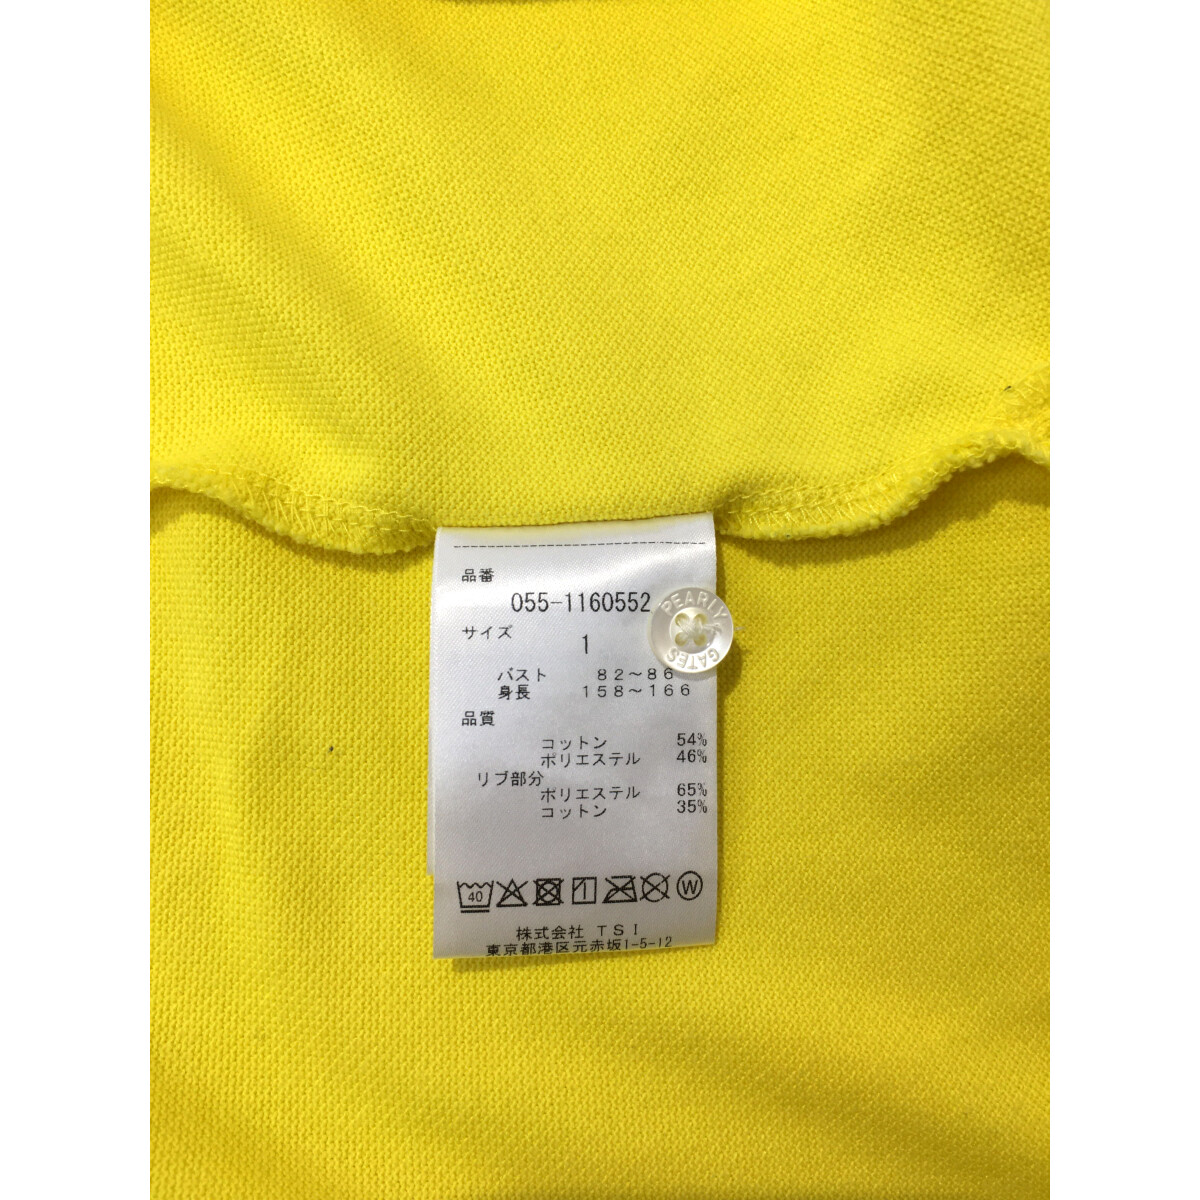 品番
055-1160552
サイズ
1
バスト 82～86
身長 158～166
品質
コットン 54%
ポリエステル 46%
リブ部分
ポリエステル 65%
コットン 35%
40 W
株式会社 TSI
東京都港区元赤坂1-5-12
PEARLY GATES